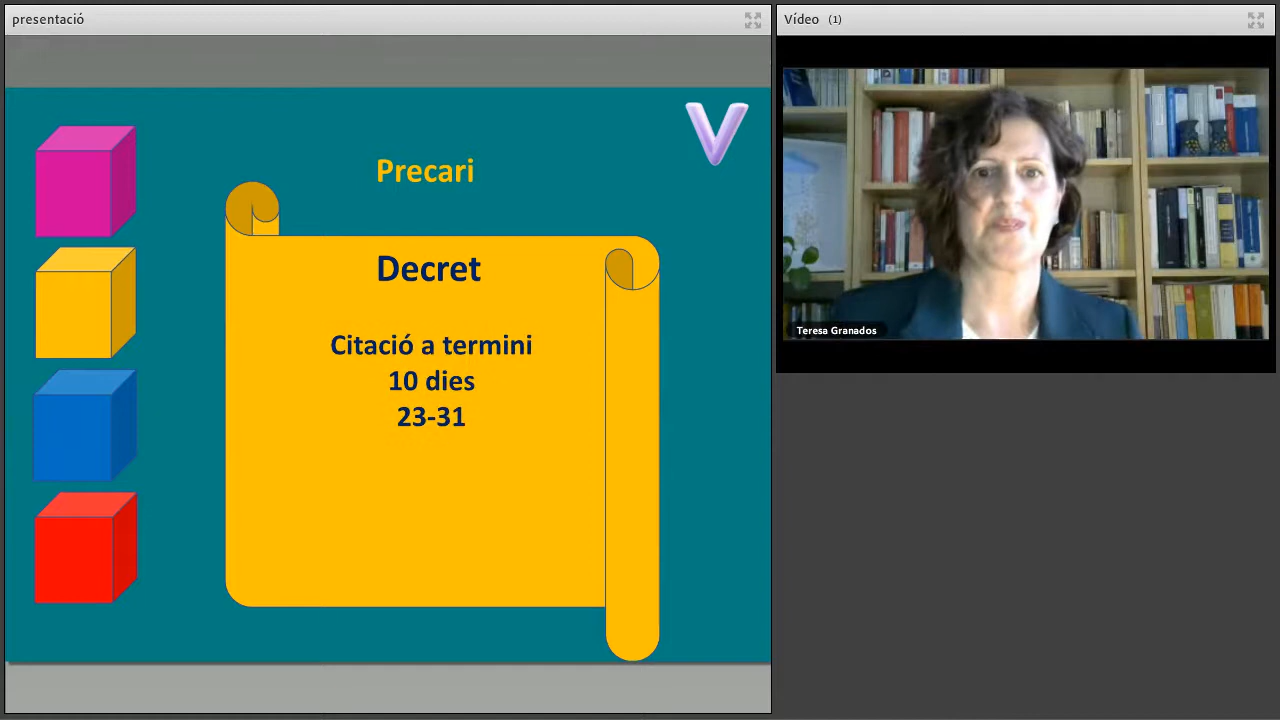 presentació
V
Precari
Decret
Citació a termini
10 dies
23-31
Vídeo (1)
Teresa Granados